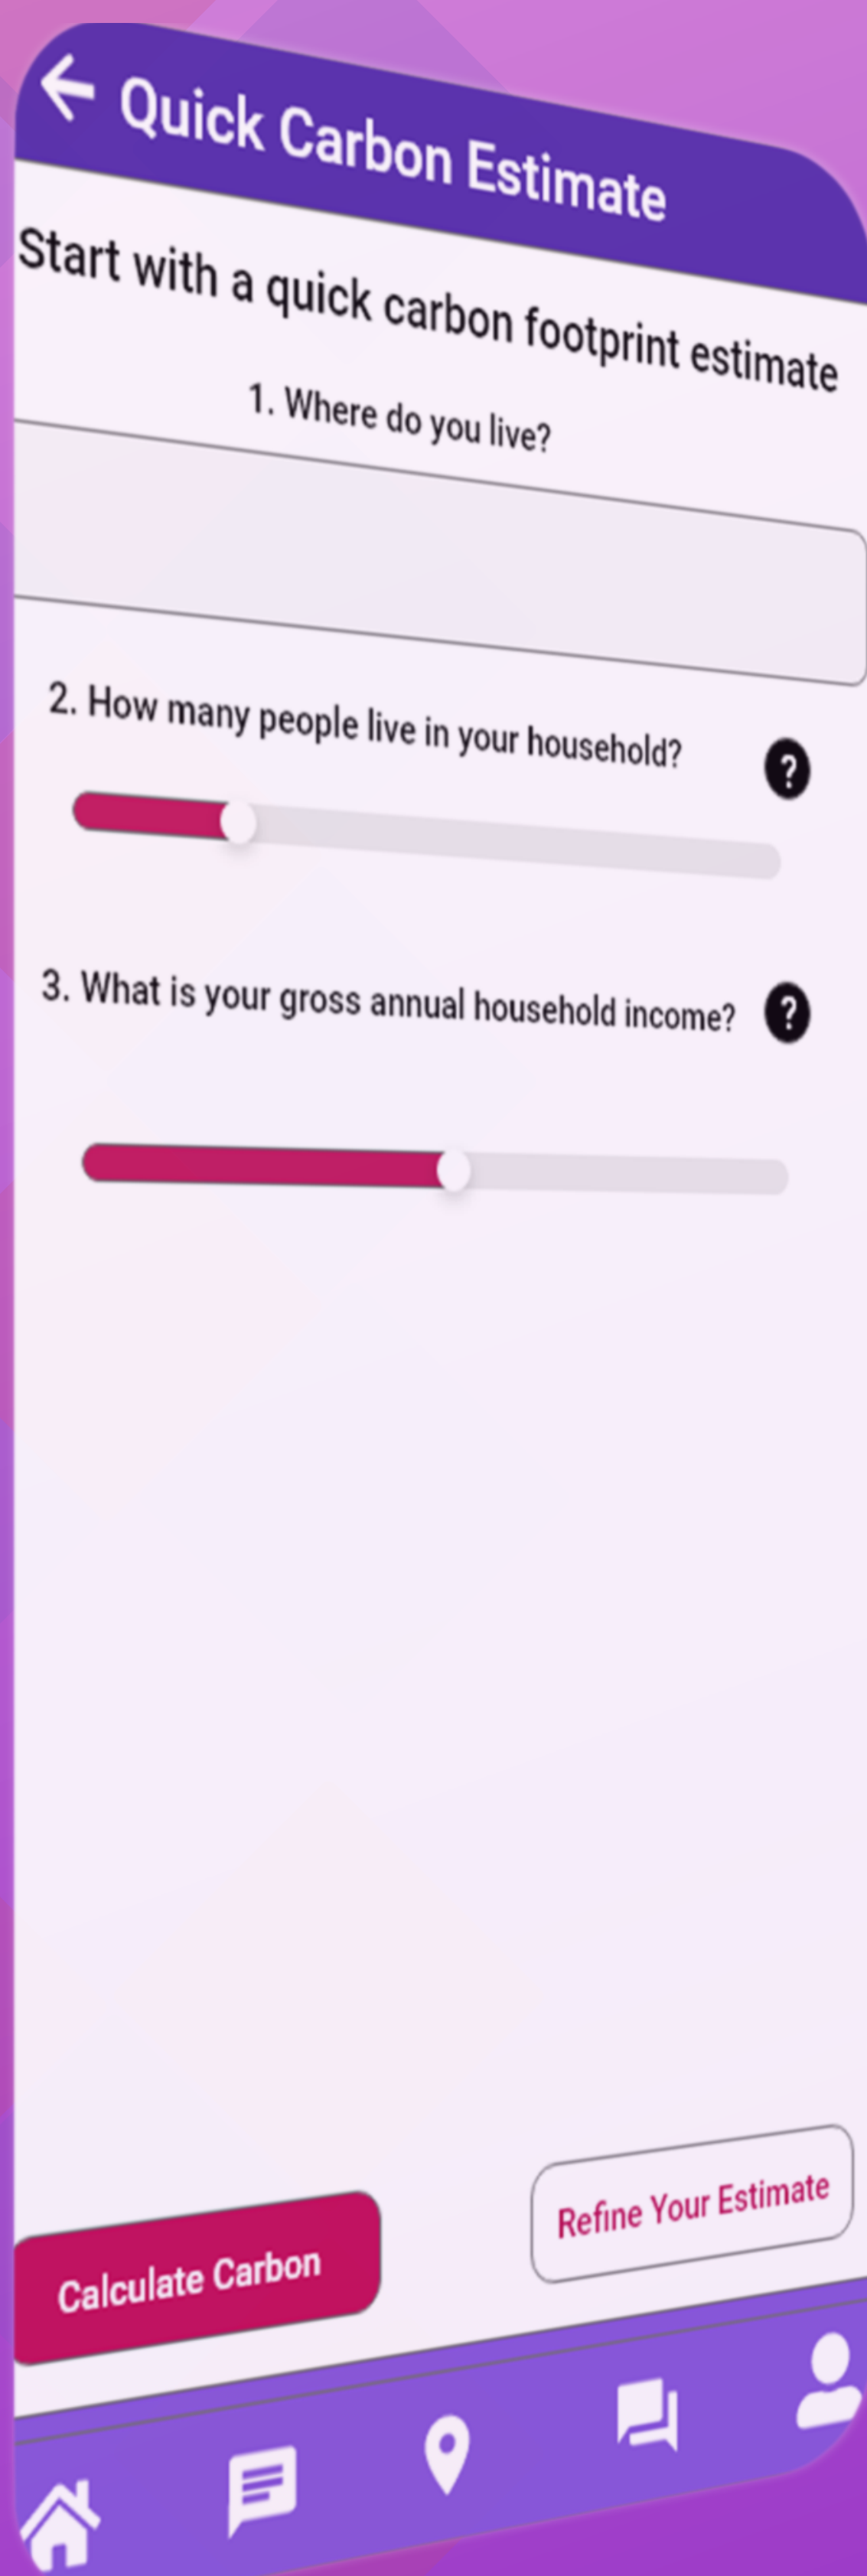 Quick Carbon Estimate
Start with a quick carbon footprint estimate
1. Where do you live?
2. How many people live in your household?
?
3. What is your gross annual household income?
?
Calculate Carbon
Refine Your Estimate